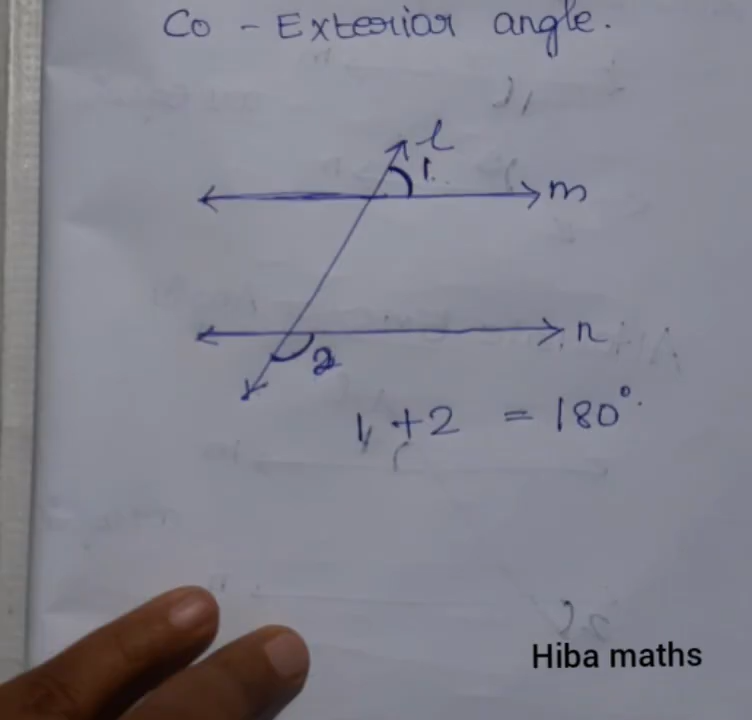 Co - Exterior angle.
l
1.
m
n
2
1 + 2 = 180°.
Hiba maths